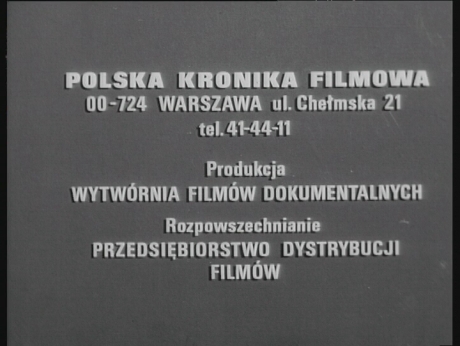 POLSKA KRONIKA FILMOWA
00-724 WARSZAWA ul. Chełmska 21
tel. 41-44-11
Produkcja
WYTWÓRNIA FILMÓW DOKUMENTALNYCH
Rozpowszechnianie
PRZEDSIĘBIORSTWO DYSTRYBUCJI
FILMÓW